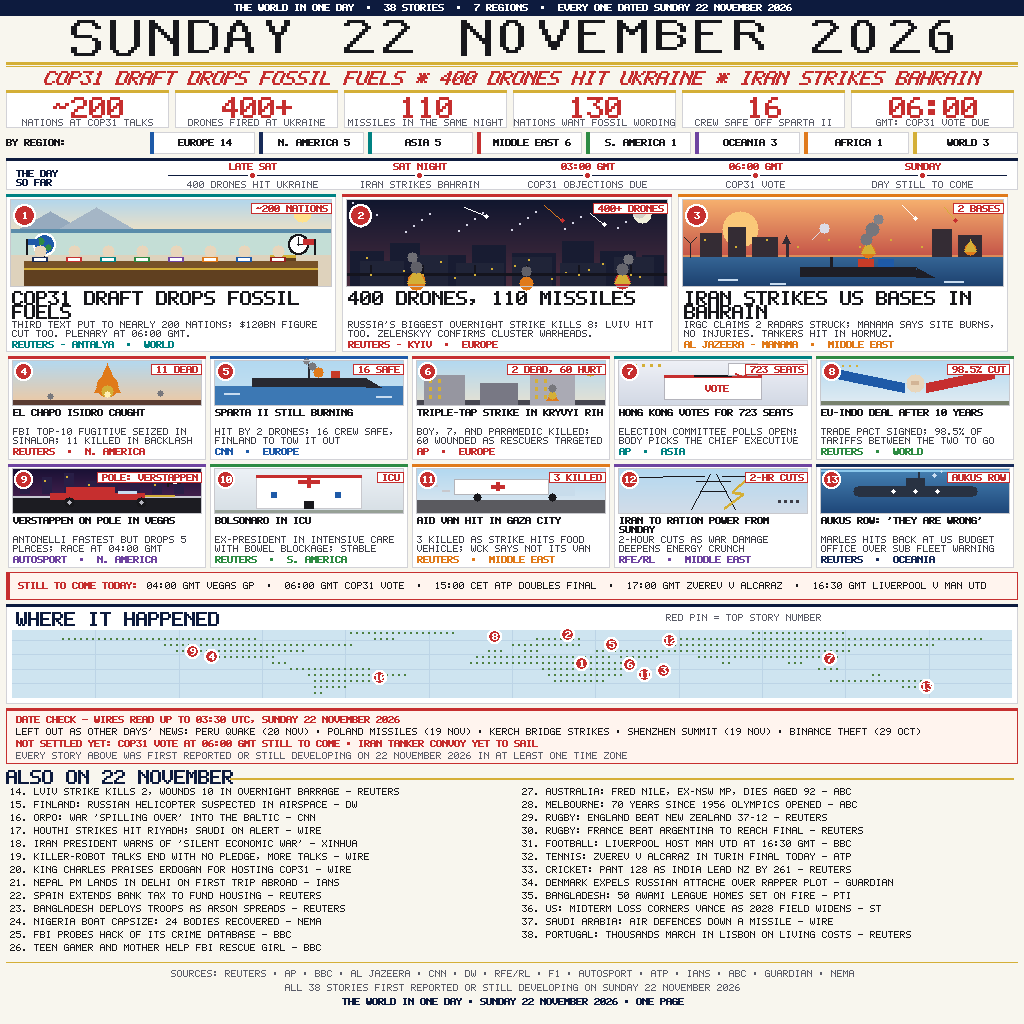 THE WORLD IN ONE DAY • 38 STORIES • 7 REGIONS • EVERY ONE DATED SUNDAY 22 NOVEMBER 2026
SUNDAY 22 NOVEMBER 2026
COP31 DRAFT DROPS FOSSIL FUELS * 400 DRONES HIT UKRAINE * IRAN STRIKES BAHRAIN
~200
NATIONS AT COP31 TALKS
400+
DRONES FIRED AT UKRAINE
110
MISSILES IN THE SAME NIGHT
130
NATIONS WANT FOSSIL WORDING
16
CREW SAFE OFF SPARTA II
06:00
GMT: COP31 VOTE DUE
BY REGION:
EUROPE 14
N. AMERICA 5
ASIA 5
MIDDLE EAST 6
S. AMERICA 1
OCEANIA 3
AFRICA 1
WORLD 3
THE DAY
SO FAR
LATE SAT
400 DRONES HIT UKRAINE
SAT NIGHT
IRAN STRIKES BAHRAIN
03:00 GMT
COP31 OBJECTIONS DUE
06:00 GMT
COP31 VOTE
SUNDAY
DAY STILL TO COME
1
~200 NATIONS
COP31 DRAFT DROPS FOSSIL
FUELS
THIRD TEXT PUT TO NEARLY 200 NATIONS; $120BN FIGURE
CUT TOO. PLENARY AT 06:00 GMT.
REUTERS - ANTALYA • WORLD
2
400+ DRONES
400 DRONES, 110 MISSILES
RUSSIA'S BIGGEST OVERNIGHT STRIKE KILLS 8; LVIV HIT
TOO. ZELENSKYY CONFIRMS CLUSTER WARHEADS.
REUTERS - KYIV • EUROPE
3
2 BASES
IRAN STRIKES US BASES IN
BAHRAIN
IRGC CLAIMS 2 RADARS STRUCK; MANAMA SAYS SITE BURNS,
NO INJURIES. TANKERS HIT IN HORMUZ.
AL JAZEERA - MANAMA • MIDDLE EAST
4
11 DEAD
EL CHAPO ISIDRO CAUGHT
FBI TOP-10 FUGITIVE SEIZED IN
SINALOA; 11 KILLED IN BACKLASH
REUTERS • N. AMERICA
5
16 SAFE
SPARTA II STILL BURNING
HIT BY 2 DRONES; 16 CREW SAFE,
FINLAND TO TOW IT OUT
CNN • EUROPE
6
2 DEAD, 60 HURT
TRIPLE-TAP STRIKE IN KRYVYI RIH
BOY, 7, AND PARAMEDIC KILLED;
60 WOUNDED AS RESCUERS TARGETED
AP • EUROPE
7
723 SEATS
VOTE
HONG KONG VOTES FOR 723 SEATS
ELECTION COMMITTEE POLLS OPEN;
BODY PICKS THE CHIEF EXECUTIVE
AP • ASIA
8
98.5% CUT
EU-INDO DEAL AFTER 10 YEARS
TRADE PACT SIGNED; 98.5% OF
TARIFFS BETWEEN THE TWO TO GO
REUTERS • WORLD
9
POLE: VERSTAPPEN
VERSTAPPEN ON POLE IN VEGAS
ANTONELLI FASTEST BUT DROPS 5
PLACES; RACE AT 04:00 GMT
AUTOSPORT • N. AMERICA
10
ICU
BOLSONARO IN ICU
EX-PRESIDENT IN INTENSIVE CARE
WITH BOWEL BLOCKAGE; STABLE
REUTERS • S. AMERICA
11
3 KILLED
AID VAN HIT IN GAZA CITY
3 KILLED AS STRIKE HITS FOOD
VEHICLE; WCK SAYS NOT ITS VAN
REUTERS • MIDDLE EAST
12
2-HR CUTS
IRAN TO RATION POWER FROM
SUNDAY
2-HOUR CUTS AS WAR DAMAGE
DEEPENS ENERGY CRUNCH
RFE/RL • MIDDLE EAST
13
AUKUS ROW
AUKUS ROW: 'THEY ARE WRONG'
MARLES HITS BACK AT US BUDGET
OFFICE OVER SUB FLEET WARNING
REUTERS • OCEANIA
STILL TO COME TODAY: 04:00 GMT VEGAS GP • 06:00 GMT COP31 VOTE • 15:00 CET ATP DOUBLES FINAL • 17:00 GMT ZVEREV V ALCARAZ • 16:30 GMT LIVERPOOL V MAN UTD
WHERE IT HAPPENED
RED PIN = TOP STORY NUMBER
8
2
5
12
9
4
1
6
11
3
7
10
13
DATE CHECK - WIRES READ UP TO 03:30 UTC, SUNDAY 22 NOVEMBER 2026
LEFT OUT AS OTHER DAYS' NEWS: PERU QUAKE (20 NOV) • POLAND MISSILES (19 NOV) • KERCH BRIDGE STRIKES • SHENZHEN SUMMIT (19 NOV) • BINANCE THEFT (29 OCT)
NOT SETTLED YET: COP31 VOTE AT 06:00 GMT STILL TO COME • IRAN TANKER CONVOY YET TO SAIL
EVERY STORY ABOVE WAS FIRST REPORTED OR STILL DEVELOPING ON 22 NOVEMBER 2026 IN AT LEAST ONE TIME ZONE
ALSO ON 22 NOVEMBER
14. LVIV STRIKE KILLS 2, WOUNDS 10 IN OVERNIGHT BARRAGE - REUTERS
15. FINLAND: RUSSIAN HELICOPTER SUSPECTED IN AIRSPACE - DW
16. ORPO: WAR 'SPILLING OVER' INTO THE BALTIC - CNN
17. HOUTHI STRIKES HIT RIYADH; SAUDI ON ALERT - WIRE
18. IRAN PRESIDENT WARNS OF 'SILENT ECONOMIC WAR' - XINHUA
19. KILLER-ROBOT TALKS END WITH NO PLEDGE, MORE TALKS - WIRE
20. KING CHARLES PRAISES ERDOGAN FOR HOSTING COP31 - WIRE
21. NEPAL PM LANDS IN DELHI ON FIRST TRIP ABROAD - IANS
22. SPAIN EXTENDS BANK TAX TO FUND HOUSING - REUTERS
23. BANGLADESH DEPLOYS TROOPS AS ARSON SPREADS - REUTERS
24. NIGERIA BOAT CAPSIZE: 24 BODIES RECOVERED - NEMA
25. FBI PROBES HACK OF ITS CRIME DATABASE - BBC
26. TEEN GAMER AND MOTHER HELP FBI RESCUE GIRL - BBC
27. AUSTRALIA: FRED NILE, EX-NSW MP, DIES AGED 92 - ABC
28. MELBOURNE: 70 YEARS SINCE 1956 OLYMPICS OPENED - ABC
29. RUGBY: ENGLAND BEAT NEW ZEALAND 37-12 - REUTERS
30. RUGBY: FRANCE BEAT ARGENTINA TO REACH FINAL - REUTERS
31. FOOTBALL: LIVERPOOL HOST MAN UTD AT 16:30 GMT - BBC
32. TENNIS: ZVEREV V ALCARAZ IN TURIN FINAL TODAY - ATP
33. CRICKET: PANT 128 AS INDIA LEAD NZ BY 261 - REUTERS
34. DENMARK EXPELS RUSSIAN ATTACHE OVER RAPPER PLOT - GUARDIAN
35. BANGLADESH: 50 AWAMI LEAGUE HOMES SET ON FIRE - PTI
36. US: MIDTERM LOSS CORNERS VANCE AS 2028 FIELD WIDENS - ST
37. SAUDI ARABIA: AIR DEFENCES DOWN A MISSILE - WIRE
38. PORTUGAL: THOUSANDS MARCH IN LISBON ON LIVING COSTS - REUTERS
SOURCES: REUTERS • AP • BBC • AL JAZEERA • CNN • DW • RFE/RL • F1 • AUTOSPORT • ATP • IANS • ABC • GUARDIAN • NEMA
ALL 38 STORIES FIRST REPORTED OR STILL DEVELOPING ON SUNDAY 22 NOVEMBER 2026
THE WORLD IN ONE DAY • SUNDAY 22 NOVEMBER 2026 • ONE PAGE